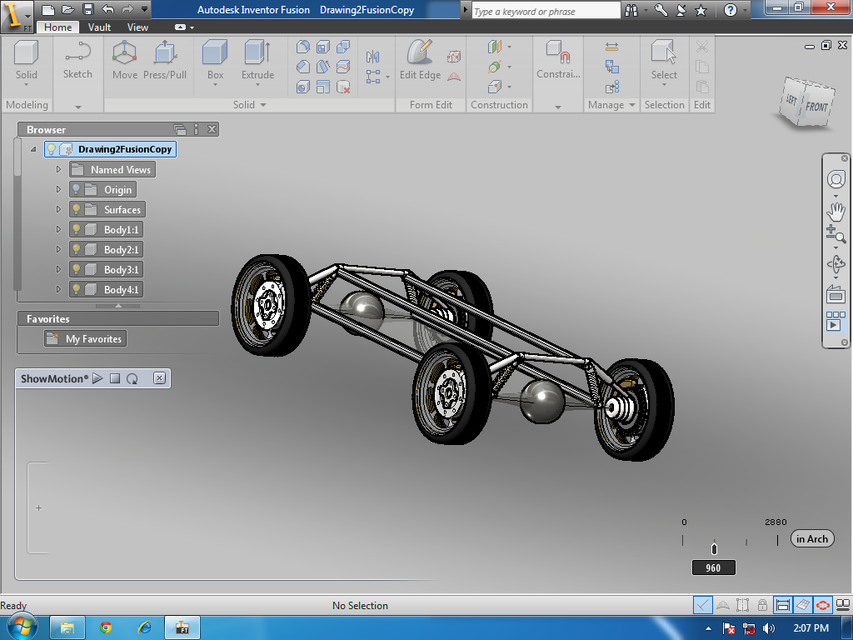 Autodesk Inventor Fusion Drawing2FusionCopy
Type a keyword or phrase
Home Vault View
Solid Sketch Move Press/Pull Box Extrude Edit Edge Constrai... Select
Modeling Solid Form Edit Construction Manage Selection Edit
Browser
Drawing2FusionCopy
Named Views
Origin
Surfaces
Body1:1
Body2:1
Body3:1
Body4:1
Favorites
My Favorites
ShowMotion*
LEFT FRONT
0 2880
in Arch
960
Ready No Selection
2:07 PM